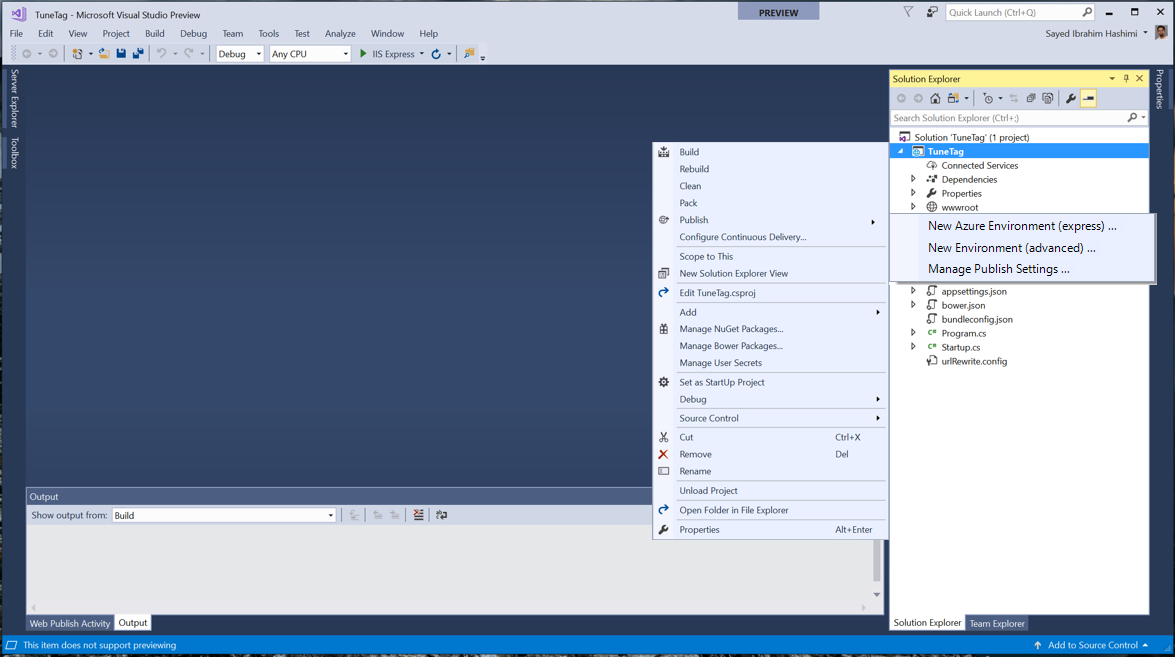 TuneTag - Microsoft Visual Studio Preview
PREVIEW
Quick Launch (Ctrl+Q)
File Edit View Project Build Debug Team Tools Test Analyze Window Help
Sayed Ibrahim Hashimi
Debug Any CPU IIS Express
Server Explorer
Toolbox
Build
Rebuild
Clean
Pack
Publish
Configure Continuous Delivery...
Scope to This
New Solution Explorer View
Edit TuneTag.csproj
Add
Manage NuGet Packages...
Manage Bower Packages...
Manage User Secrets
Set as StartUp Project
Debug
Source Control
Cut Ctrl+X
Remove Del
Rename
Unload Project
Open Folder in File Explorer
Properties Alt+Enter
Solution Explorer
Search Solution Explorer (Ctrl+;)
Solution 'TuneTag' (1 project)
TuneTag
Connected Services
Dependencies
Properties
wwwroot
New Azure Environment (express) ...
New Environment (advanced) ...
Manage Publish Settings ...
appsettings.json
bower.json
bundleconfig.json
C# Program.cs
C# Startup.cs
urlRewrite.config
Properties
Output
Show output from: Build
Web Publish Activity Output
Solution Explorer Team Explorer
This item does not support previewing
Add to Source Control